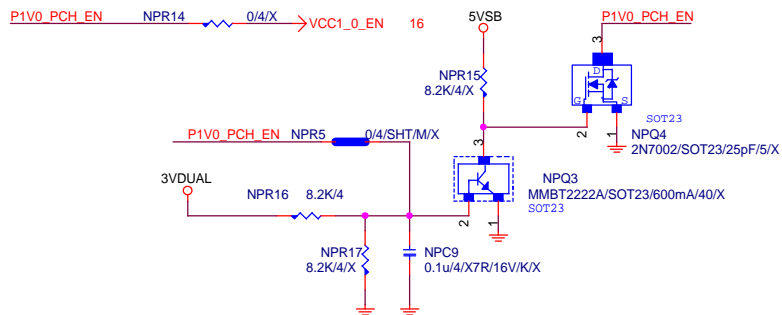 P1V0_PCH_EN NPR14 0/4/X VCC1_0_EN 16
5VSB
P1V0_PCH_EN
3
D
G
S
NPR15
8.2K/4/X
SOT23
2
1
NPQ4
2N7002/SOT23/25pF/5/X
P1V0_PCH_EN NPR5 0/4/SHT/M/X
3
NPQ3
MMBT2222A/SOT23/600mA/40/X
SOT23
3VDUAL
NPR16 8.2K/4
2
1
NPR17
8.2K/4/X
NPC9
0.1u/4/X7R/16V/K/X